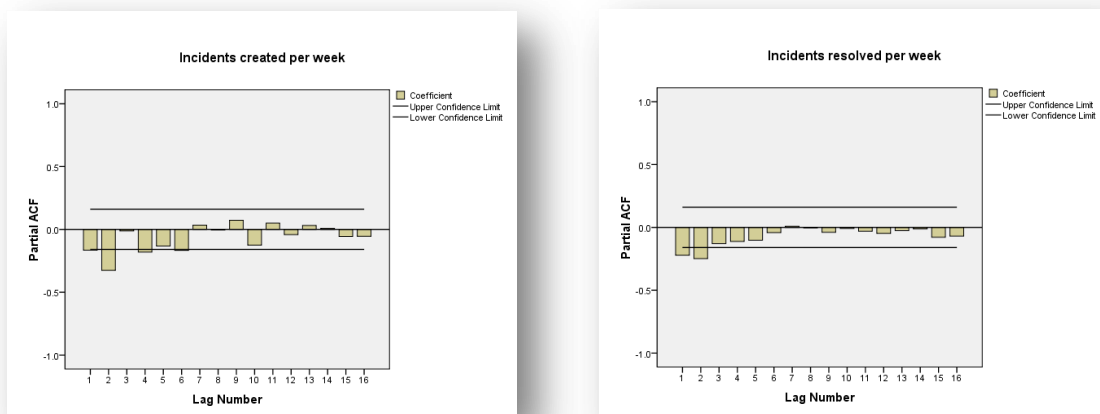 Incidents created per week
Coefficient
Upper Confidence Limit
Lower Confidence Limit
1.0
0.5
0.0
-0.5
-1.0
Partial ACF
1 2 3 4 5 6 7 8 9 10 11 12 13 14 15 16
Lag Number
Incidents resolved per week
Coefficient
Upper Confidence Limit
Lower Confidence Limit
1.0
0.5
0.0
-0.5
-1.0
Partial ACF
1 2 3 4 5 6 7 8 9 10 11 12 13 14 15 16
Lag Number